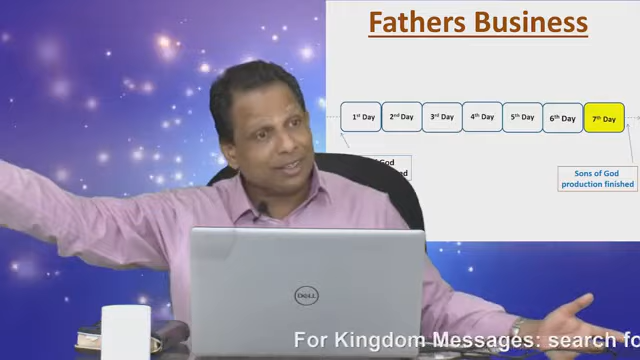 Fathers Business
1st Day
2nd Day
3rd Day
4th Day
5th Day
6th Day
7th Day
God
Sons of God
production finished
DELL
For Kingdom Messages: search